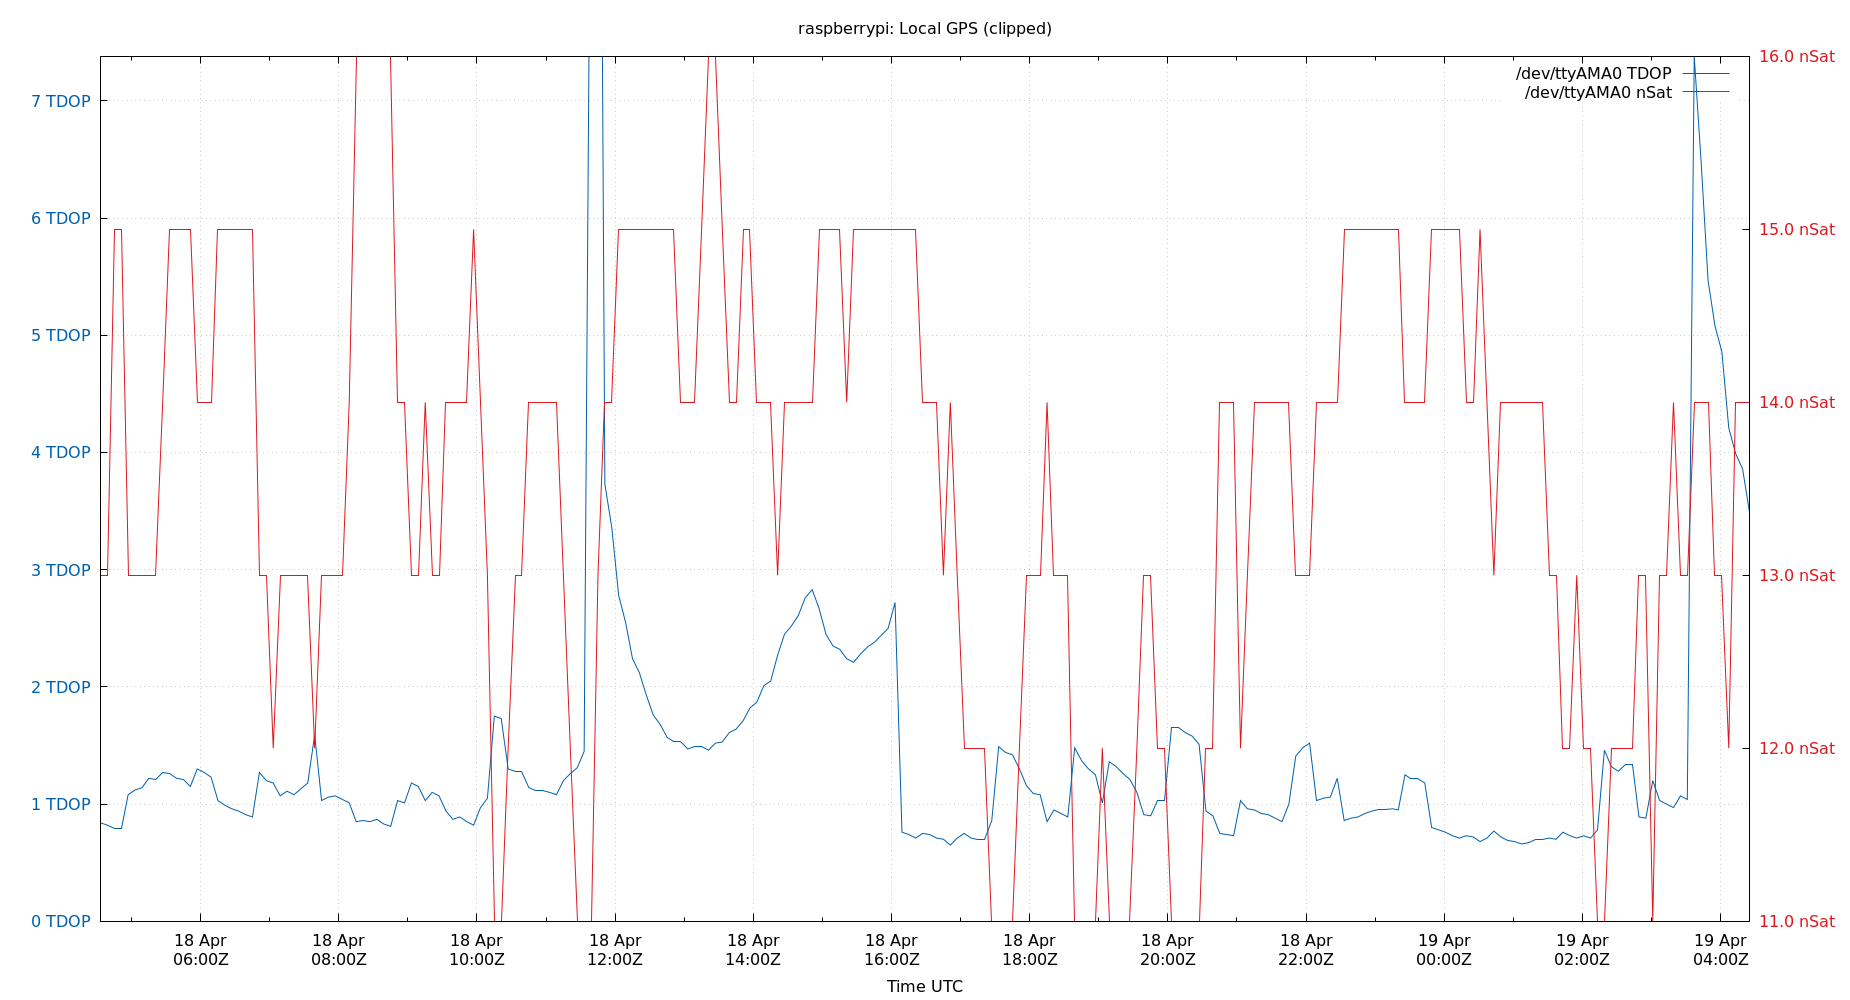 raspberrypi: Local GPS (clipped)
/dev/ttyAMA0 TDOP
/dev/ttyAMA0 nSat
7 TDOP
6 TDOP
5 TDOP
4 TDOP
3 TDOP
2 TDOP
1 TDOP
0 TDOP
16.0 nSat
15.0 nSat
14.0 nSat
13.0 nSat
12.0 nSat
11.0 nSat
18 Apr 18 Apr 18 Apr 18 Apr 18 Apr 18 Apr 18 Apr 18 Apr 18 Apr 19 Apr 19 Apr 19 Apr
06:00Z 08:00Z 10:00Z 12:00Z 14:00Z 16:00Z 18:00Z 20:00Z 22:00Z 00:00Z 02:00Z 04:00Z
Time UTC